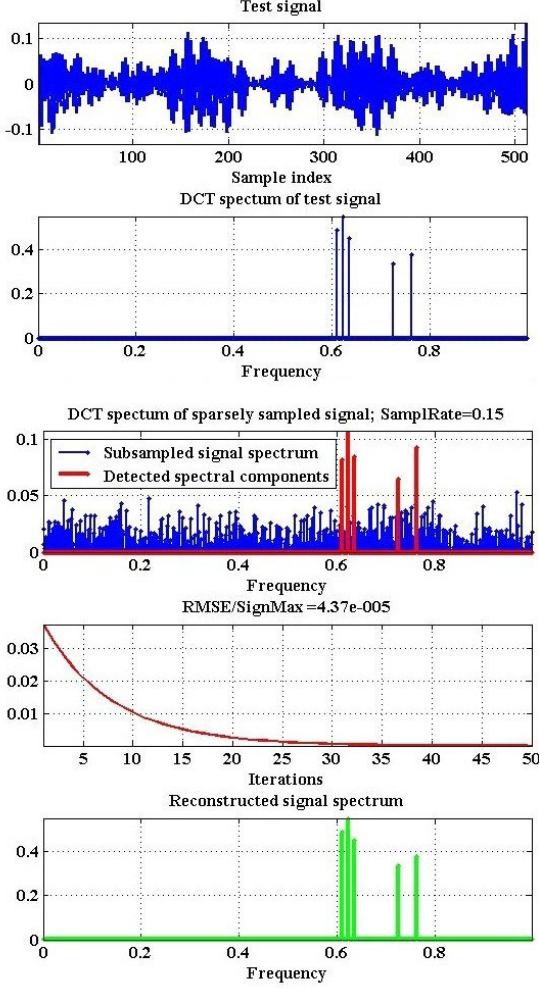 Test signal
0.1
0
-0.1
100 200 300 400 500
Sample index
DCT spectrum of test signal
0.4
0.2
0
0 0.2 0.4 0.6 0.8
Frequency
DCT spectrum of sparsely sampled signal; SamplRate=0.15
0.1
Subsampled signal spectrum
Detected spectral components
0.05
0
0 0.2 0.4 0.6 0.8
Frequency
RMSE/SignMax =4.37e-005
0.03
0.02
0.01
5 10 15 20 25 30 35 40 45 50
Iterations
Reconstructed signal spectrum
0.4
0.2
0
0 0.2 0.4 0.6 0.8
Frequency